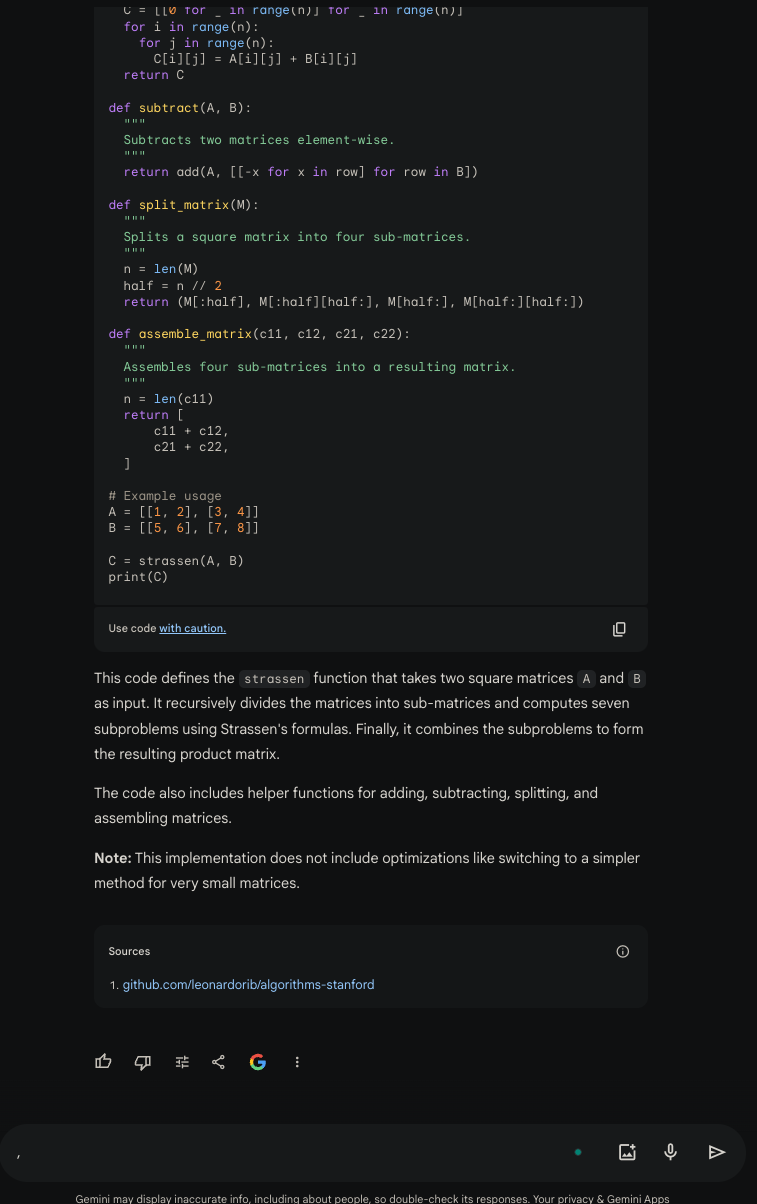 C = [[0 for _ in range(n)] for _ in range(n)]
for i in range(n):
for j in range(n):
C[i][j] = A[i][j] + B[i][j]
return C
def subtract(A, B):
"""
Subtracts two matrices element-wise.
"""
return add(A, [[-x for x in row] for row in B])
def split_matrix(M):
"""
Splits a square matrix into four sub-matrices.
"""
n = len(M)
half = n // 2
return (M[:half], M[:half][half:], M[half:], M[half:][half:])
def assemble_matrix(c11, c12, c21, c22):
"""
Assembles four sub-matrices into a resulting matrix.
"""
n = len(c11)
return [
c11 + c12,
c21 + c22,
]
# Example usage
A = [[1, 2], [3, 4]]
B = [[5, 6], [7, 8]]
C = strassen(A, B)
print(C)
Use code with caution.
This code defines the strassen function that takes two square matrices A and B
as input. It recursively divides the matrices into sub-matrices and computes seven
subproblems using Strassen's formulas. Finally, it combines the subproblems to form
the resulting product matrix.
The code also includes helper functions for adding, subtracting, splitting, and
assembling matrices.
Note: This implementation does not include optimizations like switching to a simpler
method for very small matrices.
Sources
1. github.com/leonardorib/algorithms-stanford
,
Gemini may display inaccurate info, including about people, so double-check its responses. Your privacy & Gemini Apps